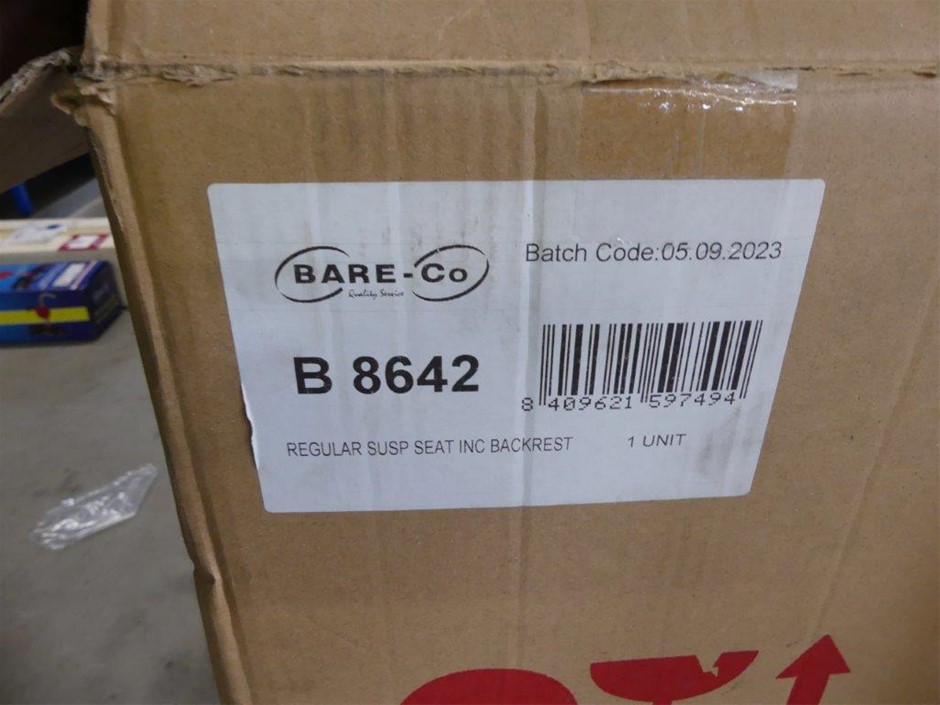 BARE-Co
Quality Service
Batch Code:05.09.2023
B 8642
8 409621 597494
REGULAR SUSP SEAT INC BACKREST 1 UNIT